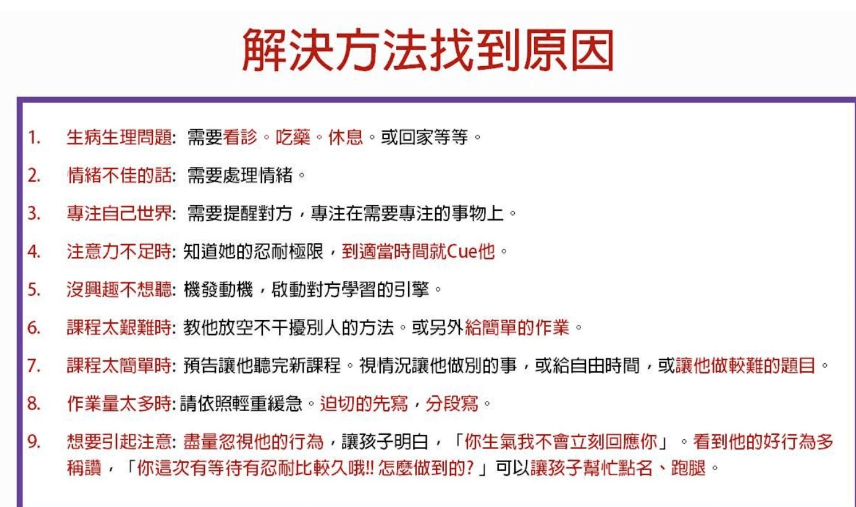 解決方法找到原因
1. 生病生理問題: 需要看診。吃藥。休息。或回家等等。
2. 情緒不佳的話: 需要處理情緒。
3. 專注自己世界: 需要提醒對方，專注在需要專注的事物上。
4. 注意力不足時: 知道她的忍耐極限，到適當時間就Cue他。
5. 沒興趣不想聽: 機發動機，啟動對方學習的引擎。
6. 課程太艱難時: 教他放空不干擾別人的方法。或另外給簡單的作業。
7. 課程太簡單時: 預告讓他聽完新課程。視情況讓他做別的事，或給自由時間，或讓他做較難的題目。
8. 作業量太多時: 請依照輕重緩急。迫切的先寫，分段寫。
9. 想要引起注意: 盡量忽視他的行為，讓孩子明白，「你生氣我不會立刻回應你」。看到他的好行為多
稱讚，「你這次有等待有忍耐比較久哦!! 怎麼做到的? 」可以讓孩子幫忙點名、跑腿。